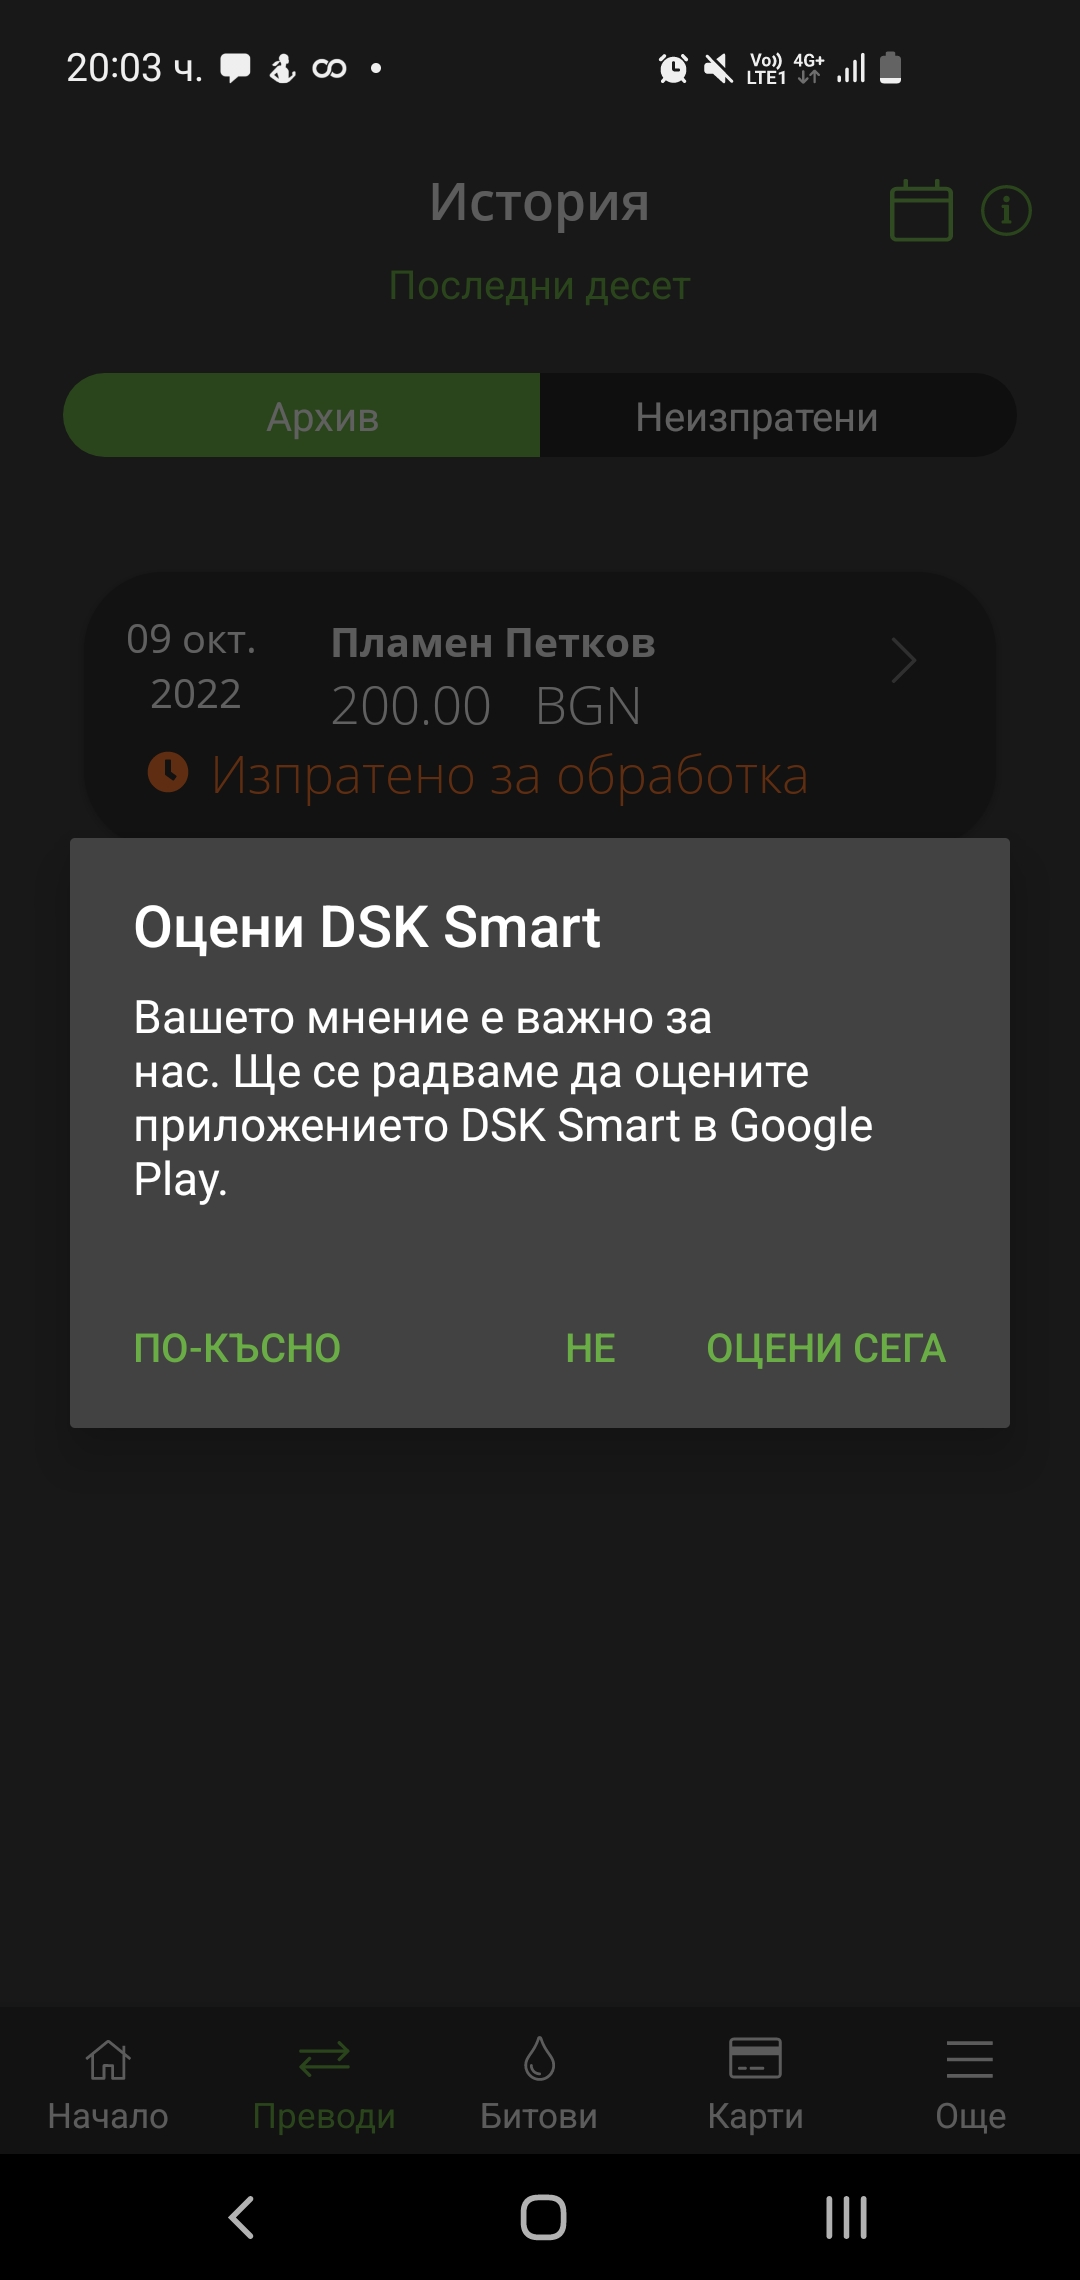 20:03 ч.
Vo)) 4G+
LTE1
История
Последни десет
Архив
Неизпратени
09 окт.
2022
Пламен Петков
200.00 BGN
Изпратено за обработка
Оцени DSK Smart
Вашето мнение е важно за
нас. Ще се радваме да оцените
приложението DSK Smart в Google
Play.
ПО-КЪСНО
НЕ
ОЦЕНИ СЕГА
Начало
Преводи
Битови
Карти
Още